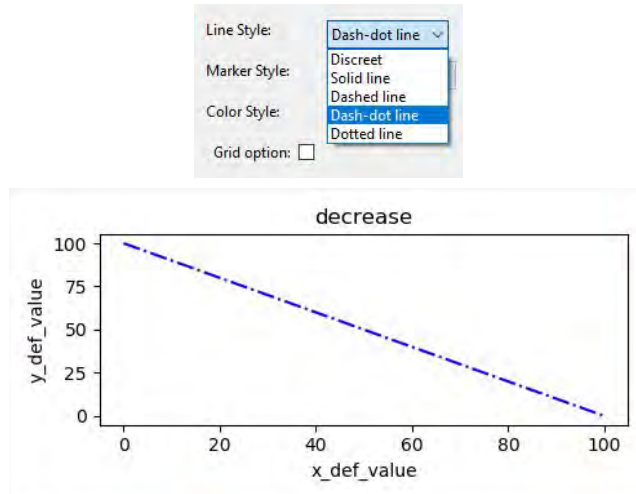 Line Style:
Dash-dot line
Discreet
Solid line
Marker Style:
Dashed line
Color Style:
Dash-dot line
Dotted line
Grid option:
decrease
100
75
50
25
0
y_def_value
0 20 40 60 80 100
x_def_value